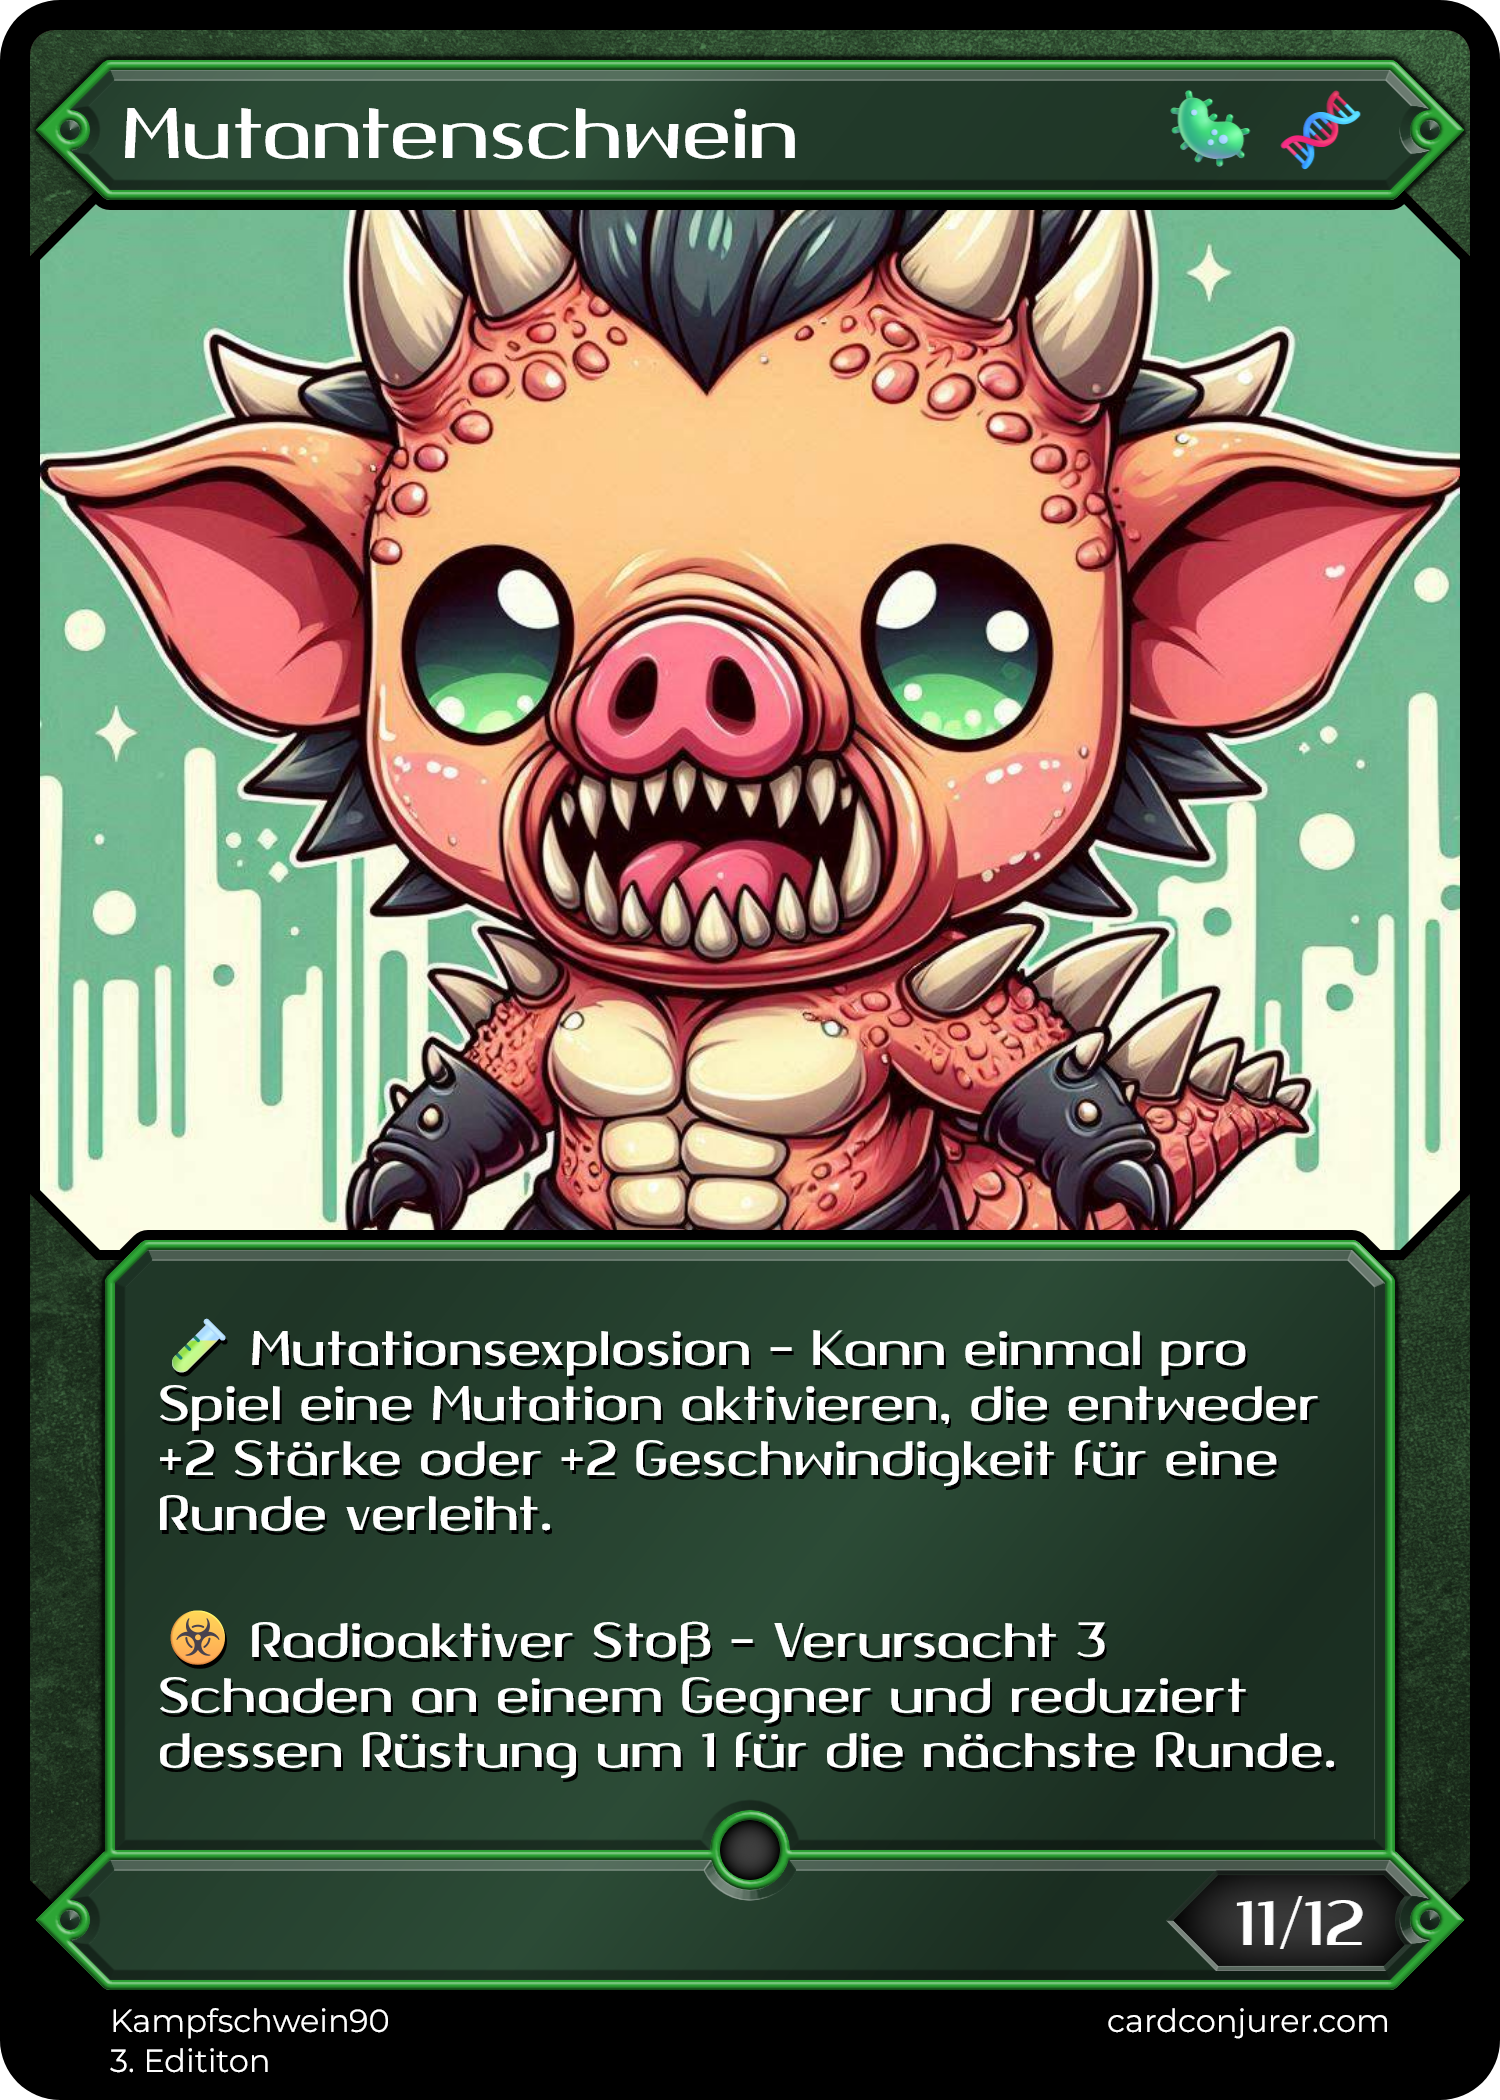 Mutantenschwein
Mutationsexplosion - Kann einmal pro
Spiel eine Mutation aktivieren, die entweder
+2 Stärke oder +2 Geschwindigkeit für eine
Runde verleiht.
Radioaktiver Stoß - Verursacht 3
Schaden an einem Gegner und reduziert
dessen Rüstung um 1 für die nächste Runde.
11/12
Kampfschwein90
cardconjurer.com
3. Edititon